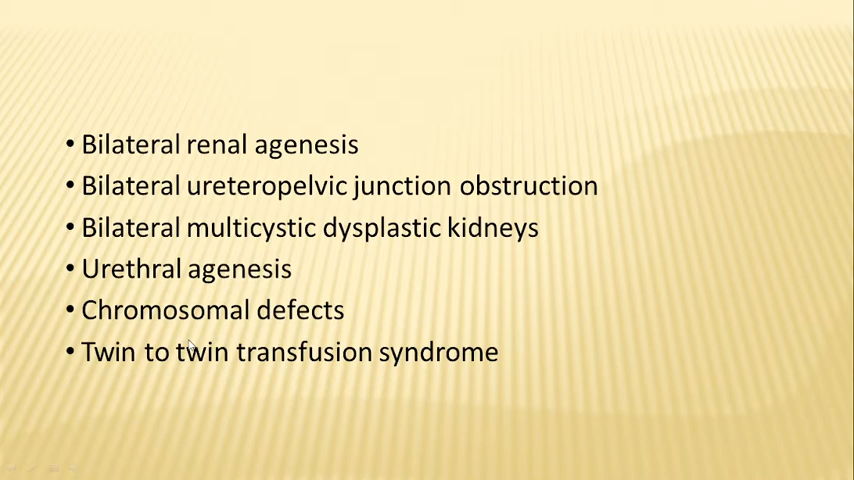 • Bilateral renal agenesis
• Bilateral ureteropelvic junction obstruction
• Bilateral multicystic dysplastic kidneys
• Urethral agenesis
• Chromosomal defects
• Twin to twin transfusion syndrome